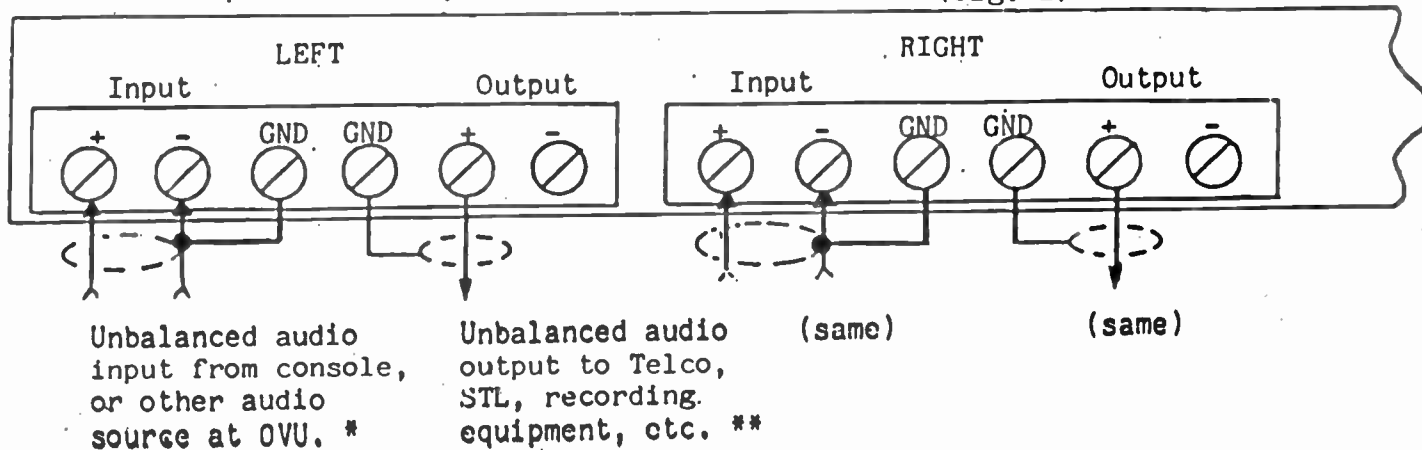 LEFT RIGHT
Input Output Input Output
+ - GND GND + - + - GND GND + -
Unbalanced audio
input from console,
or other audio
source at OVU. *
Unbalanced audio
output to Telco,
STL, recording.
equipment, etc. **
(same) (same)